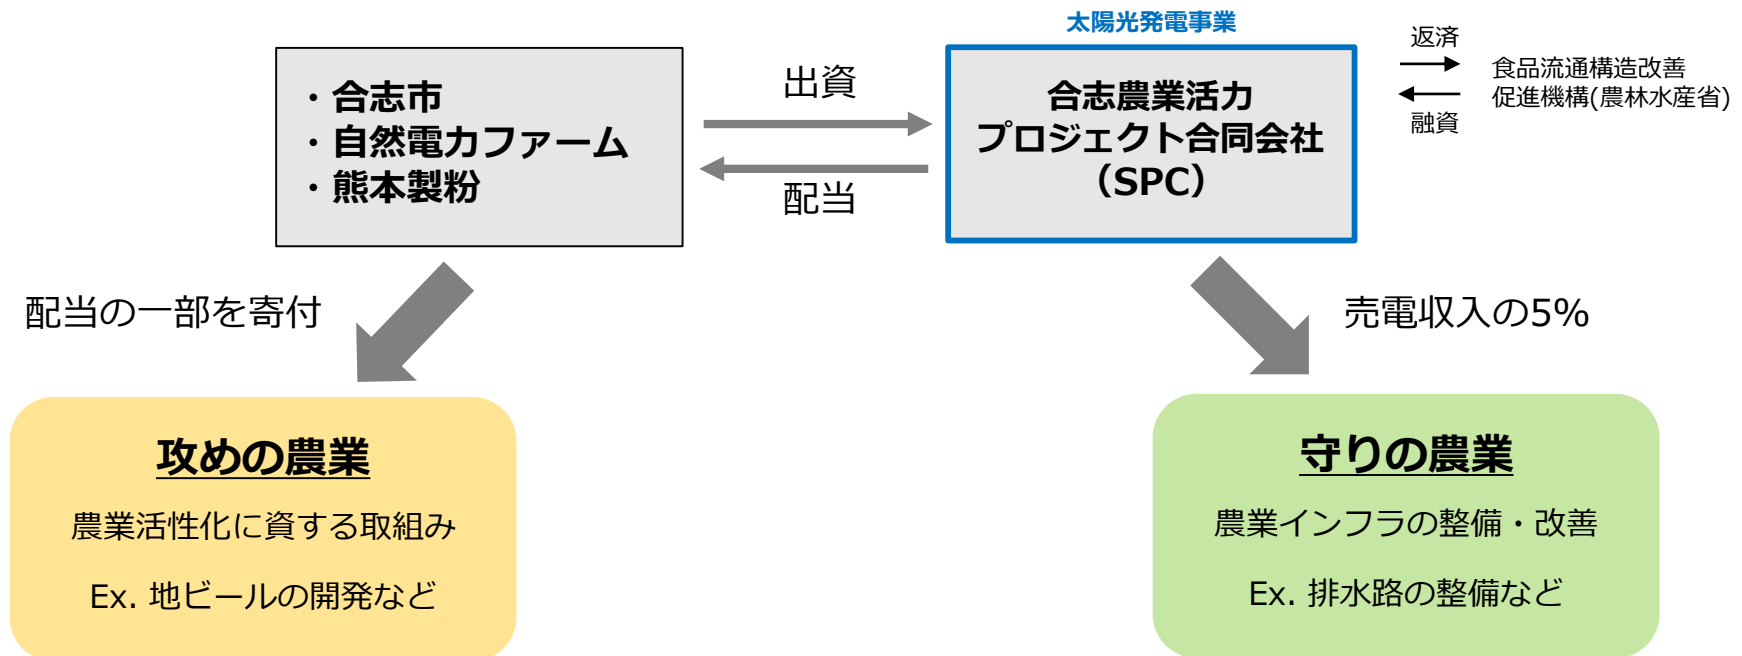 太陽光発電事業
・合志市
・自然電力ファーム
・熊本製粉
出資
配当
合志農業活力
プロジェクト合同会社
（SPC）
返済
融資
食品流通構造改善
促進機構(農林水産省)
配当の一部を寄付
売電収入の5%
攻めの農業
農業活性化に資する取組み
Ex. 地ビールの開発など
守りの農業
農業インフラの整備・改善
Ex. 排水路の整備など